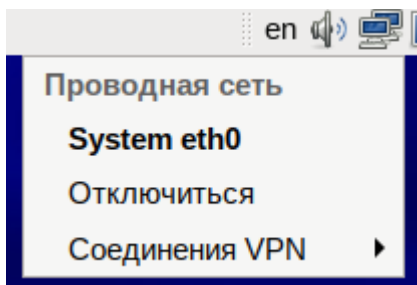 en
Проводная сеть
System eth0
Отключиться
Соединения VPN